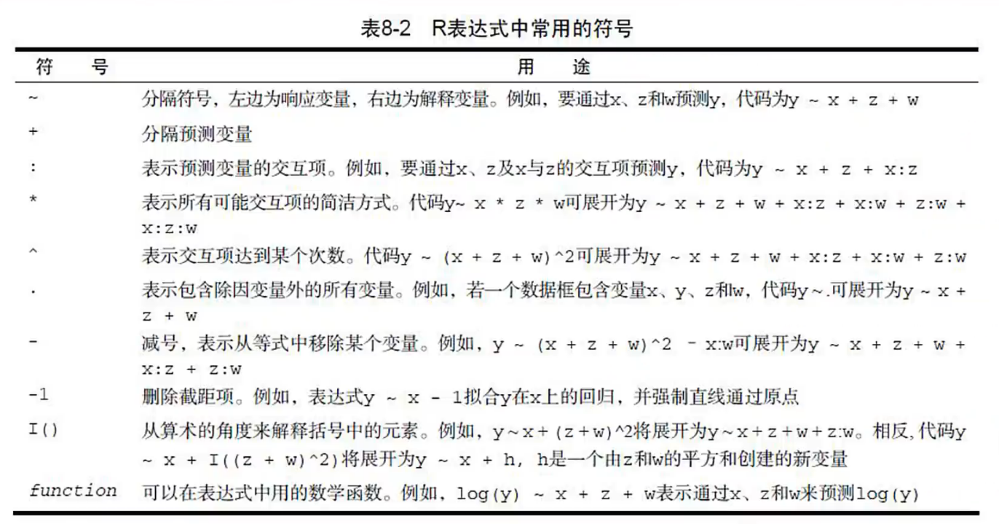 表8-2 R表达式中常用的符号
符 号 用 途
~ 分隔符号，左边为响应变量，右边为解释变量。例如，要通过x、z和w预测y，代码为y ~ x + z + w
+ 分隔预测变量
: 表示预测变量的交互项。例如，要通过x、z及x与z的交互项预测y，代码为y ~ x + z + x:z
* 表示所有可能交互项的简洁方式。代码y~ x * z * w可展开为y ~ x + z + w + x:z + x:w + z:w +
x:z:w
^ 表示交互项达到某个次数。代码y ~ (x + z + w)^2可展开为y ~ x + z + w + x:z + x:w + z:w
. 表示包含除因变量外的所有变量。例如，若一个数据框包含变量x、y、z和w，代码y~.可展开为y ~ x +
z + w
- 减号，表示从等式中移除某个变量。例如，y ~ (x + z + w)^2 - x:w可展开为y ~ x + z + w +
x:z + z:w
-1 删除截距项。例如，表达式y ~ x - 1拟合y在x上的回归，并强制直线通过原点
I() 从算术的角度来解释括号中的元素。例如，y~x+(z+w)^2将展开为y~x+z+w+z:w。相反,代码y
~ x + I((z + w)^2)将展开为y ~ x + h, h是一个由z和w的平方和创建的新变量
function 可以在表达式中用的数学函数。例如，log(y) ~ x + z + w表示通过x、z和w来预测log(y)